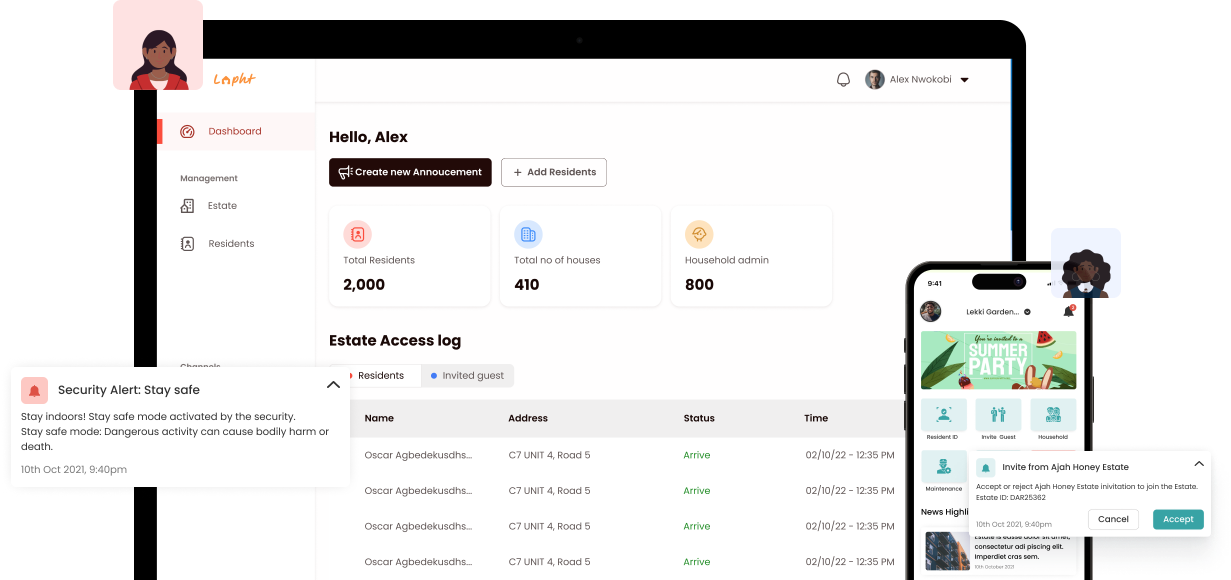 Lapht
Alex Nwokobi
Dashboard
Management
Estate
Residents
Channels
Hello, Alex
Create new Annoucement
+ Add Residents
Total Residents
2,000
Total no of houses
410
Household admin
800
Estate Access log
Residents
Invited guest
Name Address Status Time
Oscar Agbedekusdhs... C7 UNIT 4, Road 5 Arrive 02/10/22 - 12:35 PM
Oscar Agbedekusdhs... C7 UNIT 4, Road 5 Arrive 02/10/22 - 12:35 PM
Oscar Agbedekusdhs... C7 UNIT 4, Road 5 Arrive 02/10/22 - 12:35 PM
Oscar Agbedekusdhs... C7 UNIT 4, Road 5 Arrive 02/10/22 - 12:35 PM
Security Alert: Stay safe
Stay indoors! Stay safe mode activated by the security.
Stay safe mode: Dangerous activity can cause bodily harm or
death.
10th Oct 2021, 9:40pm
9:41
Lekki Garden...
You're invited to a
SUMMER
PARTY
Resident ID
Invite Guest
Household
Maintenance
News Highli
Invite from Ajah Honey Estate
Accept or reject Ajah Honey Estate inivitation to join the Estate.
Estate ID: DAR25362
10th Oct 2021, 9:40pm
Cancel
Accept
Estate is easse dolor sit amet,
consectetur adi piscing elit.
Imperdiet cras sem.
10th October 2021